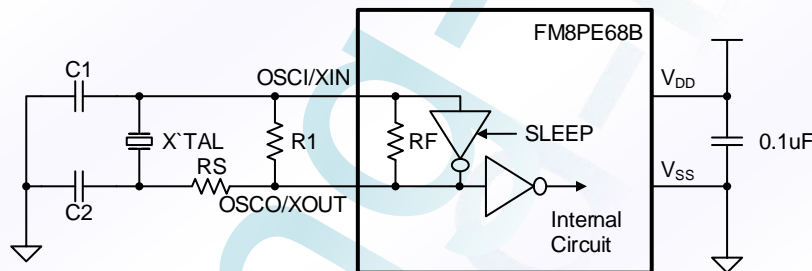 FM8PE68B
C1
OSCI/XIN
VDD
X`TAL
R1
RF
SLEEP
0.1uF
RS
C2
OSCO/XOUT
VSS
Internal
Circuit